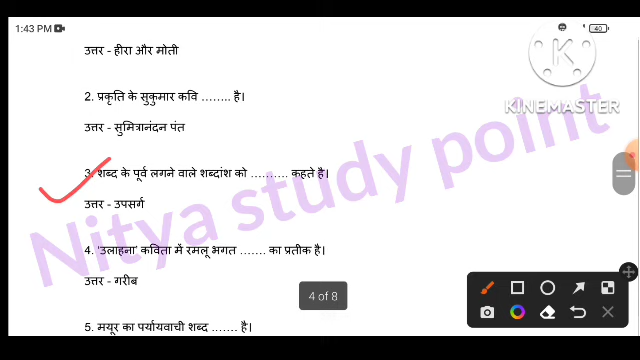 1:43 PM
40
उत्तर - हीरा और मोती
2. प्रकृति के सुकुमार कवि …….. है।
उत्तर - सुमित्रानंदन पंत
KINEMASTER
3. शब्द के पूर्व लगने वाले शब्दांश को ………. कहते है।
उत्तर - उपसर्ग
Nitya study point
4. ‘उलाहना’ कविता में रमलू भगत ……. का प्रतीक है।
उत्तर - गरीब
4 of 8
5. मयूर का पर्यायवाची शब्द ……. है।